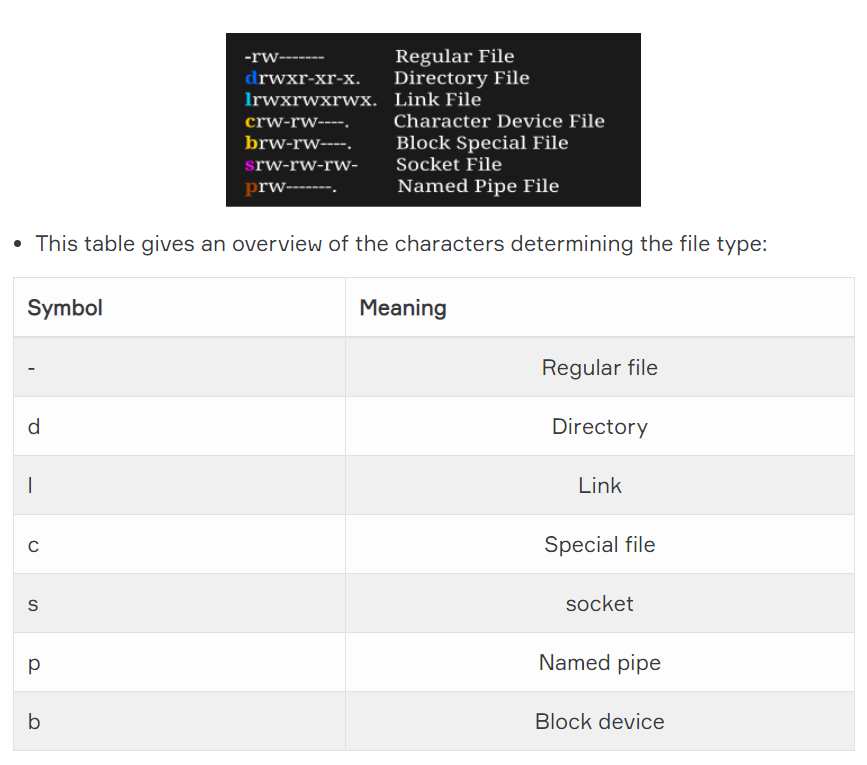 -rw------- Regular File
drwxr-xr-x. Directory File
lrwxrwxrwx. Link File
crw-rw----. Character Device File
brw-rw----. Block Special File
srw-rw-rw- Socket File
prw-------. Named Pipe File
• This table gives an overview of the characters determining the file type:
Symbol Meaning
- Regular file
d Directory
l Link
c Special file
s socket
p Named pipe
b Block device